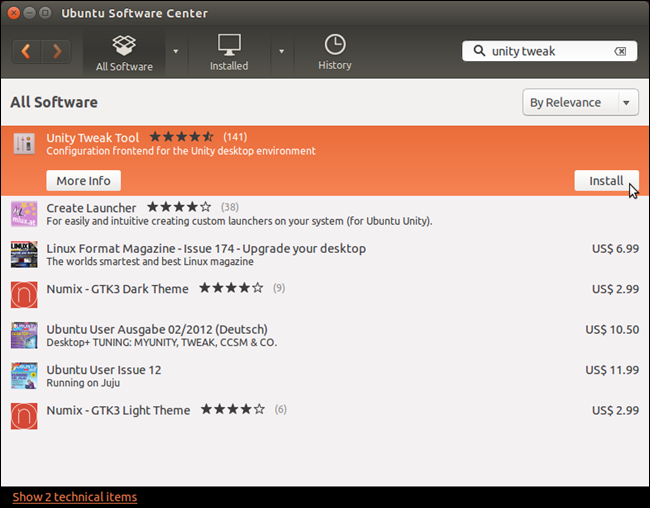 Ubuntu Software Center
All Software
Installed
History
unity tweak
All Software
By Relevance
Unity Tweak Tool (141)
Configuration frontend for the Unity desktop environment
More Info
Install
Create Launcher (38)
For easily and intuitive creating custom launchers on your system (for Ubuntu Unity).
Linux Format Magazine - Issue 174 - Upgrade your desktop US$ 6.99
The worlds smartest and best Linux magazine
Numix - GTK3 Dark Theme (9) US$ 2.99
Ubuntu User Ausgabe 02/2012 (Deutsch) US$ 10.50
Desktop+ TUNING: MYUNITY, TWEAK, CCSM & CO.
Ubuntu User Issue 12 US$ 11.99
Running on Juju
Numix - GTK3 Light Theme (6) US$ 2.99
Show 2 technical items